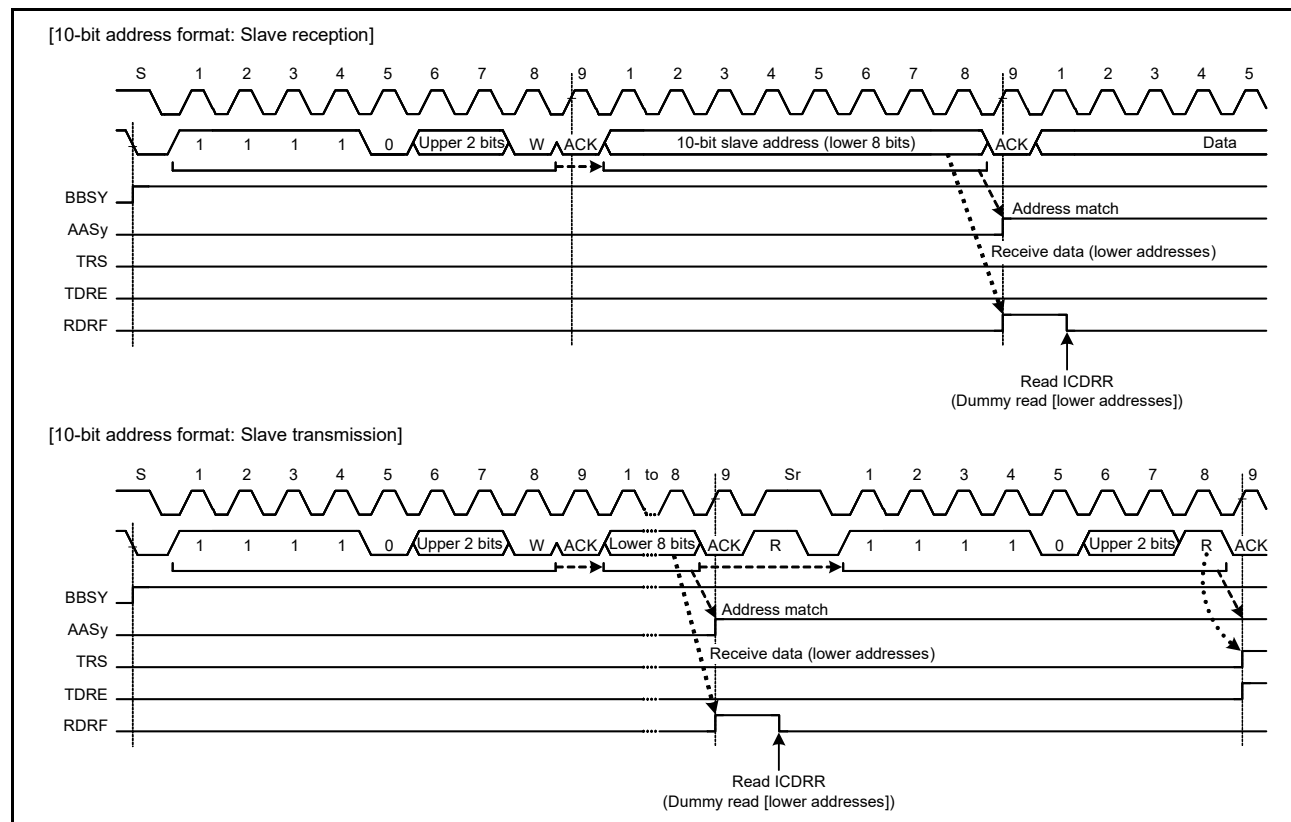 [10-bit address format: Slave reception]
S 1 2 3 4 5 6 7 8 9 1 2 3 4 5 6 7 8 9 1 2 3 4 5
1 1 1 1 0 Upper 2 bits W ACK 10-bit slave address (lower 8 bits) ACK Data
BBSY
Address match
AASy
Receive data (lower addresses)
TRS
TDRE
RDRF
Read ICDRR
(Dummy read [lower addresses])
[10-bit address format: Slave transmission]
S 1 2 3 4 5 6 7 8 9 1 to 8 9 Sr 1 2 3 4 5 6 7 8 9
1 1 1 1 0 Upper 2 bits W ACK Lower 8 bits ACK R 1 1 1 1 0 Upper 2 bits R ACK
BBSY
Address match
AASy
Receive data (lower addresses)
TRS
TDRE
RDRF
Read ICDRR
(Dummy read [lower addresses])